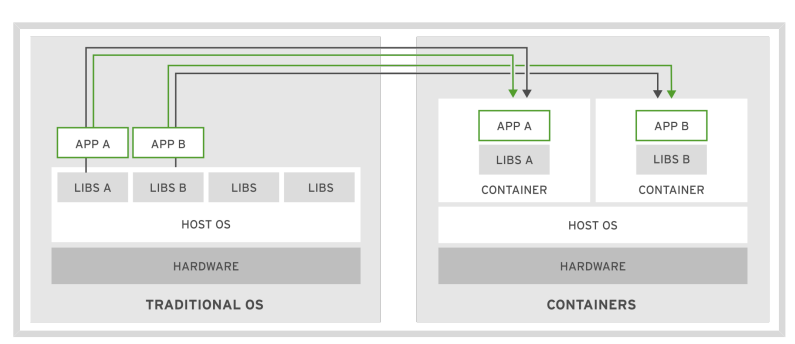 APP A
APP B
LIBS A
LIBS B
LIBS
LIBS
HOST OS
HARDWARE
TRADITIONAL OS
APP A
LIBS A
CONTAINER
APP B
LIBS B
CONTAINER
HOST OS
HARDWARE
CONTAINERS